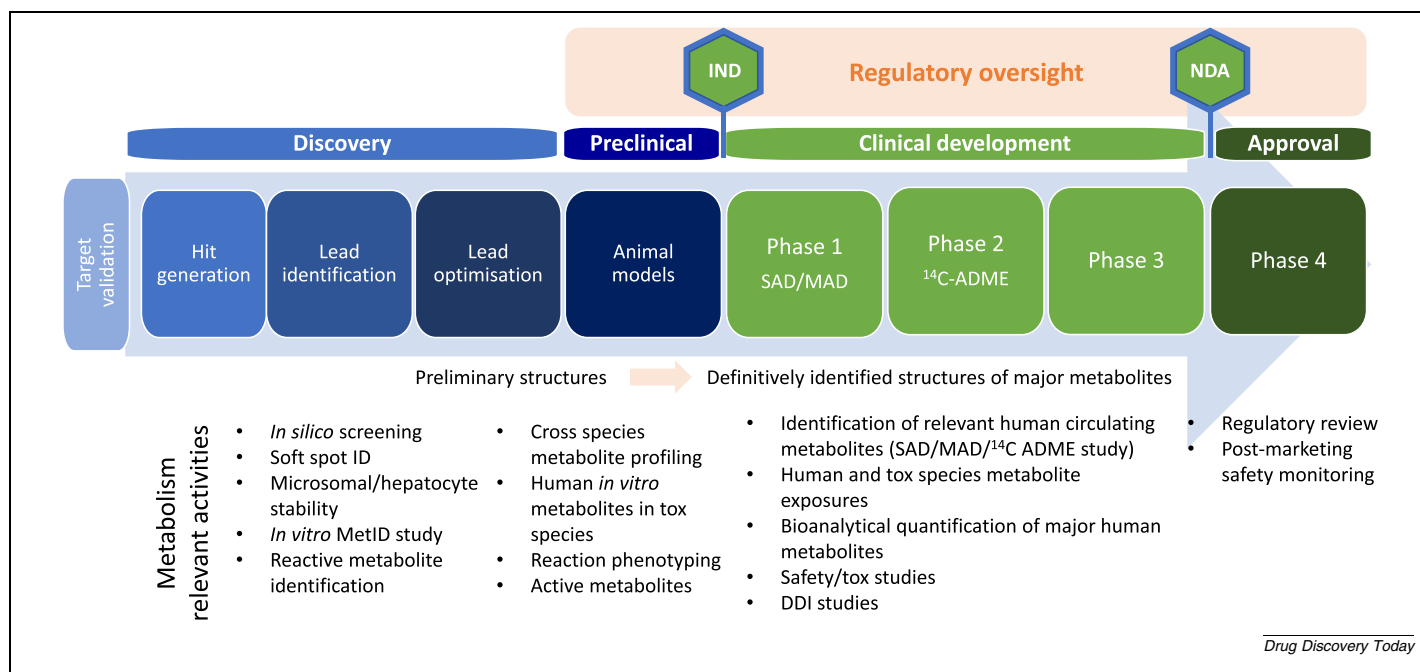 IND
Regulatory oversight
NDA
Discovery
Preclinical
Clinical development
Approval
Target
validation
Hit
generation
Lead
identification
Lead
optimisation
Animal
models
Phase 1
SAD/MAD
Phase 2
¹⁴C-ADME
Phase 3
Phase 4
Preliminary structures
Definitively identified structures of major metabolites
Metabolism
relevant activities
• In silico screening
• Soft spot ID
• Microsomal/hepatocyte
stability
• In vitro MetID study
• Reactive metabolite
identification
• Cross species
metabolite profiling
• Human in vitro
metabolites in tox
species
• Reaction phenotyping
• Active metabolites
• Identification of relevant human circulating
metabolites (SAD/MAD/¹⁴C ADME study)
• Human and tox species metabolite
exposures
• Bioanalytical quantification of major human
metabolites
• Safety/tox studies
• DDI studies
• Regulatory review
• Post-marketing
safety monitoring
Drug Discovery Today